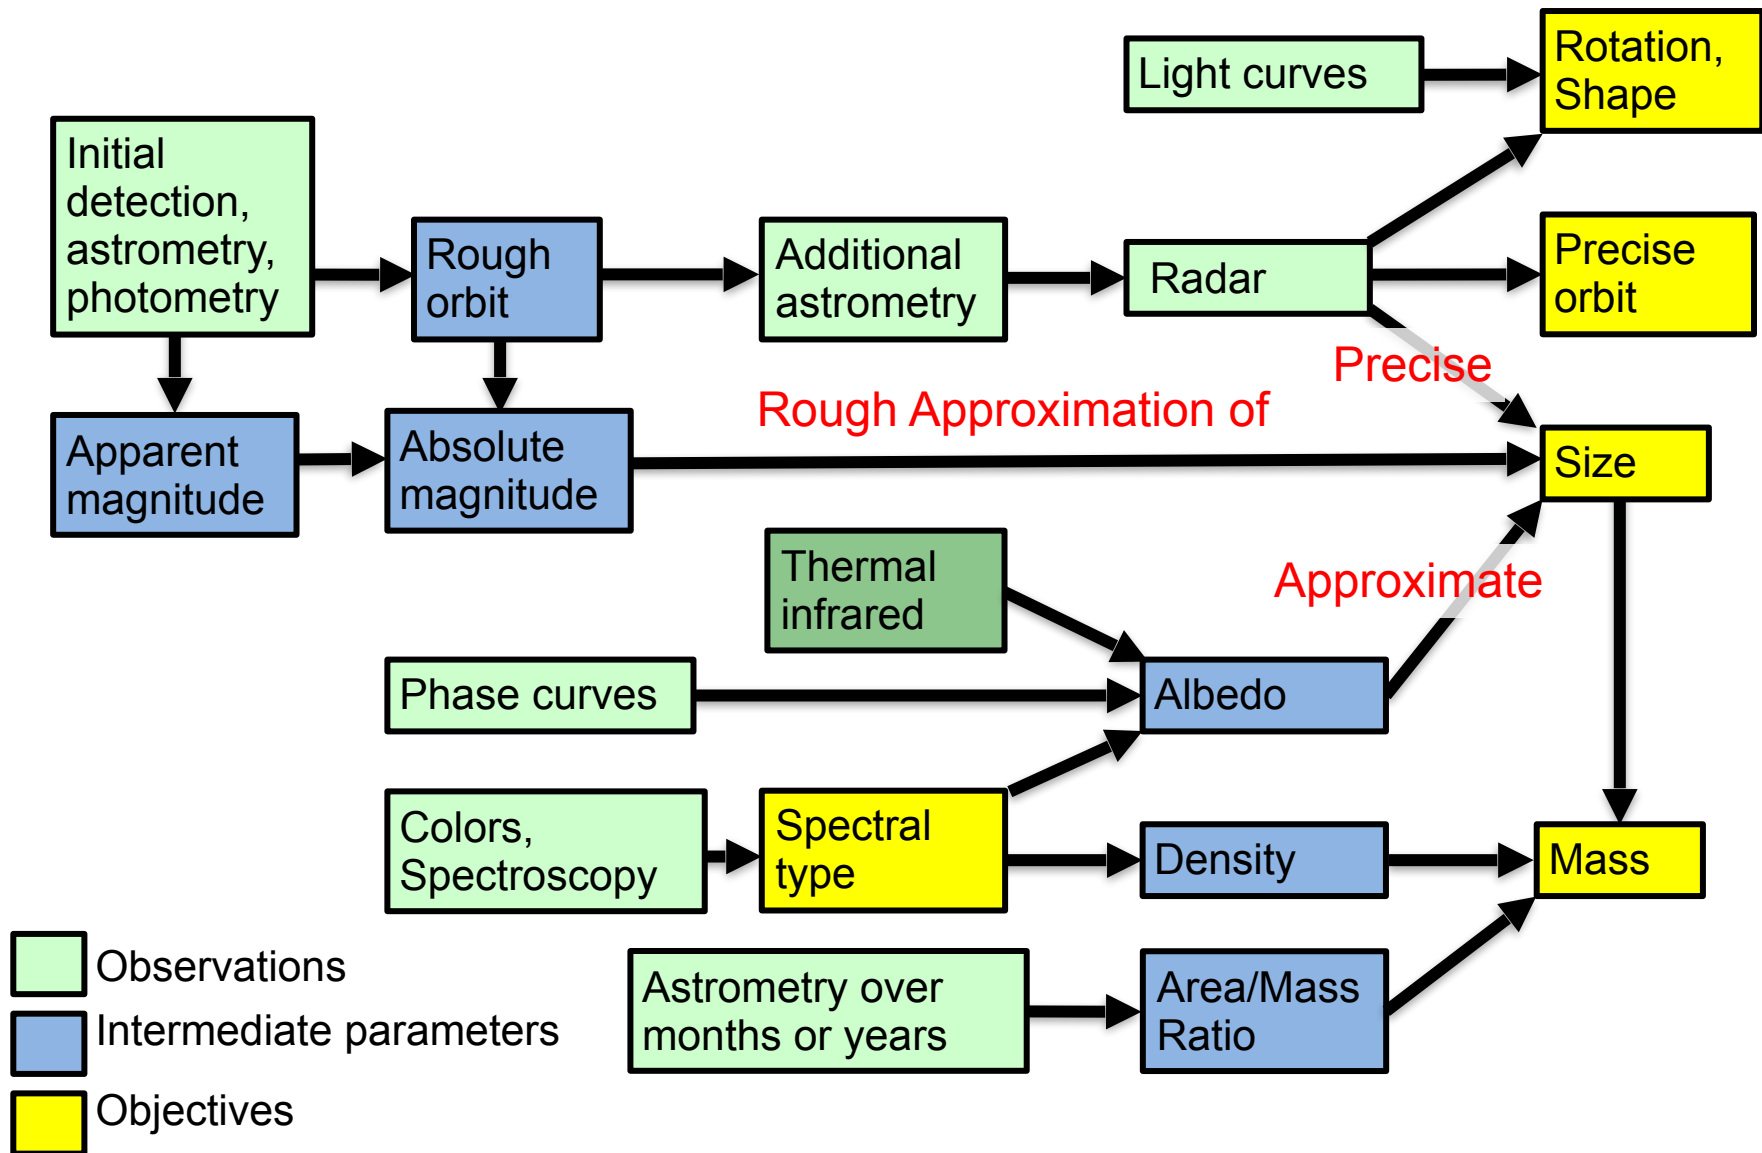 Light curves
Rotation,
Shape
Initial
detection,
astrometry,
photometry
Rough
orbit
Additional
astrometry
Radar
Precise
orbit
Precise
Rough Approximation of
Apparent
magnitude
Absolute
magnitude
Size
Thermal
infrared
Approximate
Phase curves
Albedo
Colors,
Spectroscopy
Spectral
type
Density
Mass
Astrometry over
months or years
Area/Mass
Ratio
Observations
Intermediate parameters
Objectives